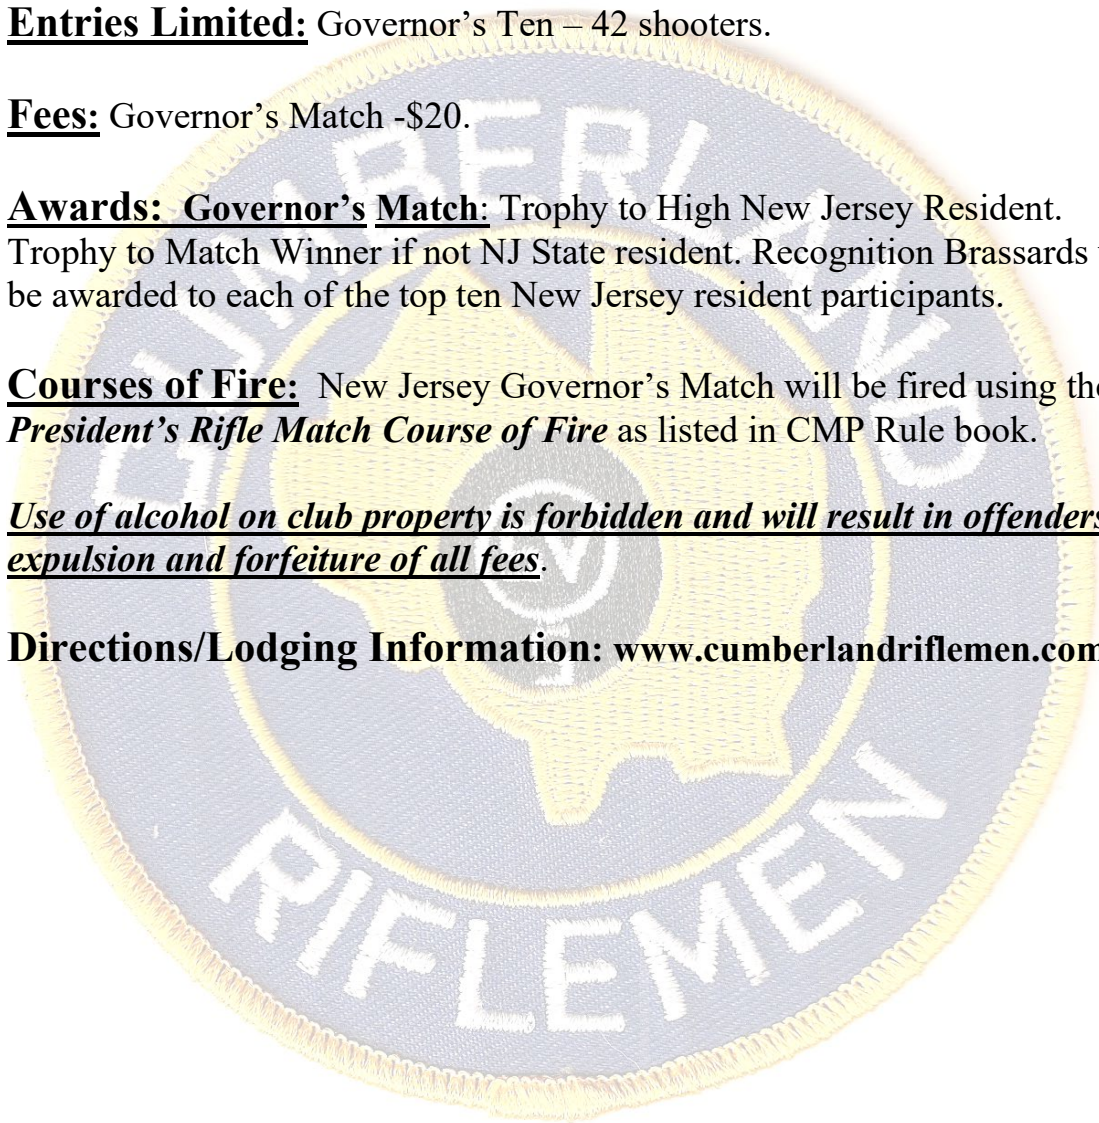 Entries Limited: Governor’s Ten – 42 shooters.
Fees: Governor’s Match -$20.
Awards: Governor’s Match: Trophy to High New Jersey Resident.
Trophy to Match Winner if not NJ State resident. Recognition Brassards
be awarded to each of the top ten New Jersey resident participants.
Courses of Fire: New Jersey Governor’s Match will be fired using the
President’s Rifle Match Course of Fire as listed in CMP Rule book.
Use of alcohol on club property is forbidden and will result in offenders
expulsion and forfeiture of all fees.
Directions/Lodging Information: www.cumberlandriflemen.com
CUMBERLAND
RIFLEMEN